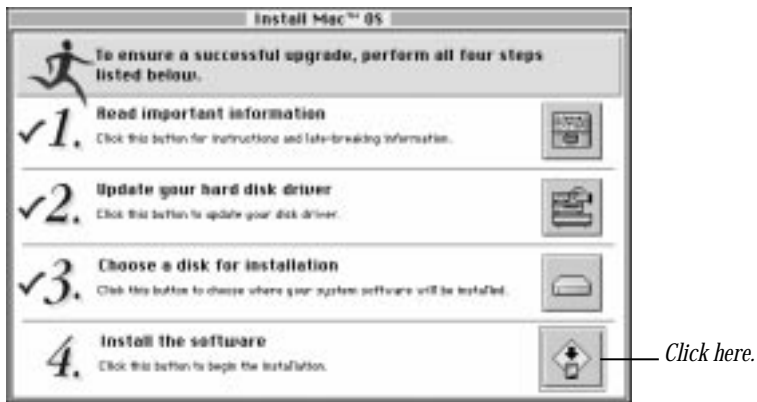 Install Mac™ OS
To ensure a successful upgrade, perform all four steps
listed below.
✓1. Read important information
Click this button for instructions and late-breaking information.
✓2. Update your hard disk driver
Click this button to update your disk driver.
✓3. Choose a disk for installation
Click this button to choose where your system software will be installed.
4. Install the software
Click this button to begin the installation.
Click here.